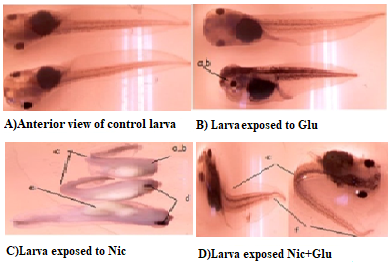 A)Anterior view of control larva
a,b
B) Larva exposed to Glu
a,b
d
C)Larva exposed to Nic
D)Larva exposed Nic+Glu